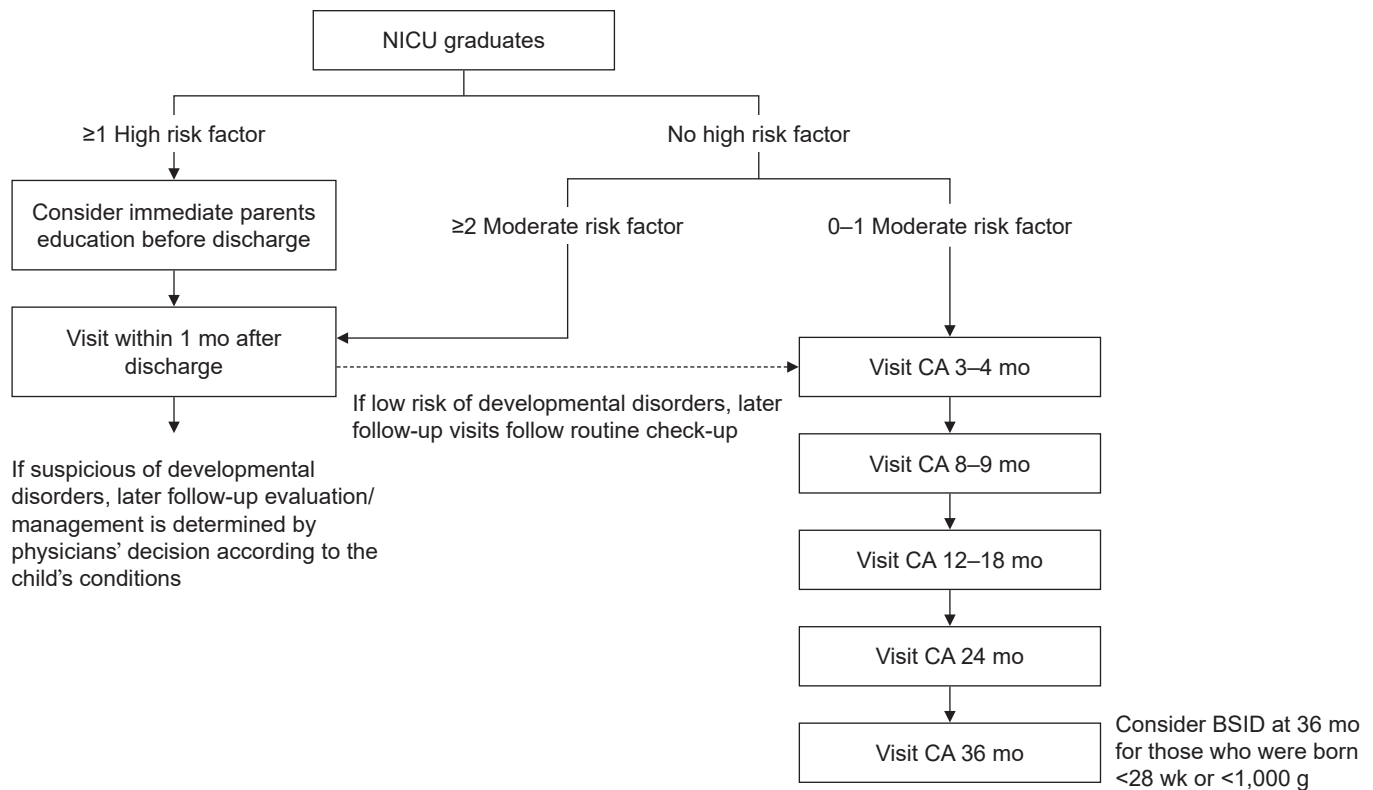 NICU graduates
≥1 High risk factor
No high risk factor
Consider immediate parents
education before discharge
≥2 Moderate risk factor
0–1 Moderate risk factor
Visit within 1 mo after
discharge
Visit CA 3–4 mo
If low risk of developmental disorders, later
follow-up visits follow routine check-up
If suspicious of developmental
disorders, later follow-up evaluation/
management is determined by
physicians’ decision according to the
child’s conditions
Visit CA 8–9 mo
Visit CA 12–18 mo
Visit CA 24 mo
Visit CA 36 mo
Consider BSID at 36 mo
for those who were born
<28 wk or <1,000 g